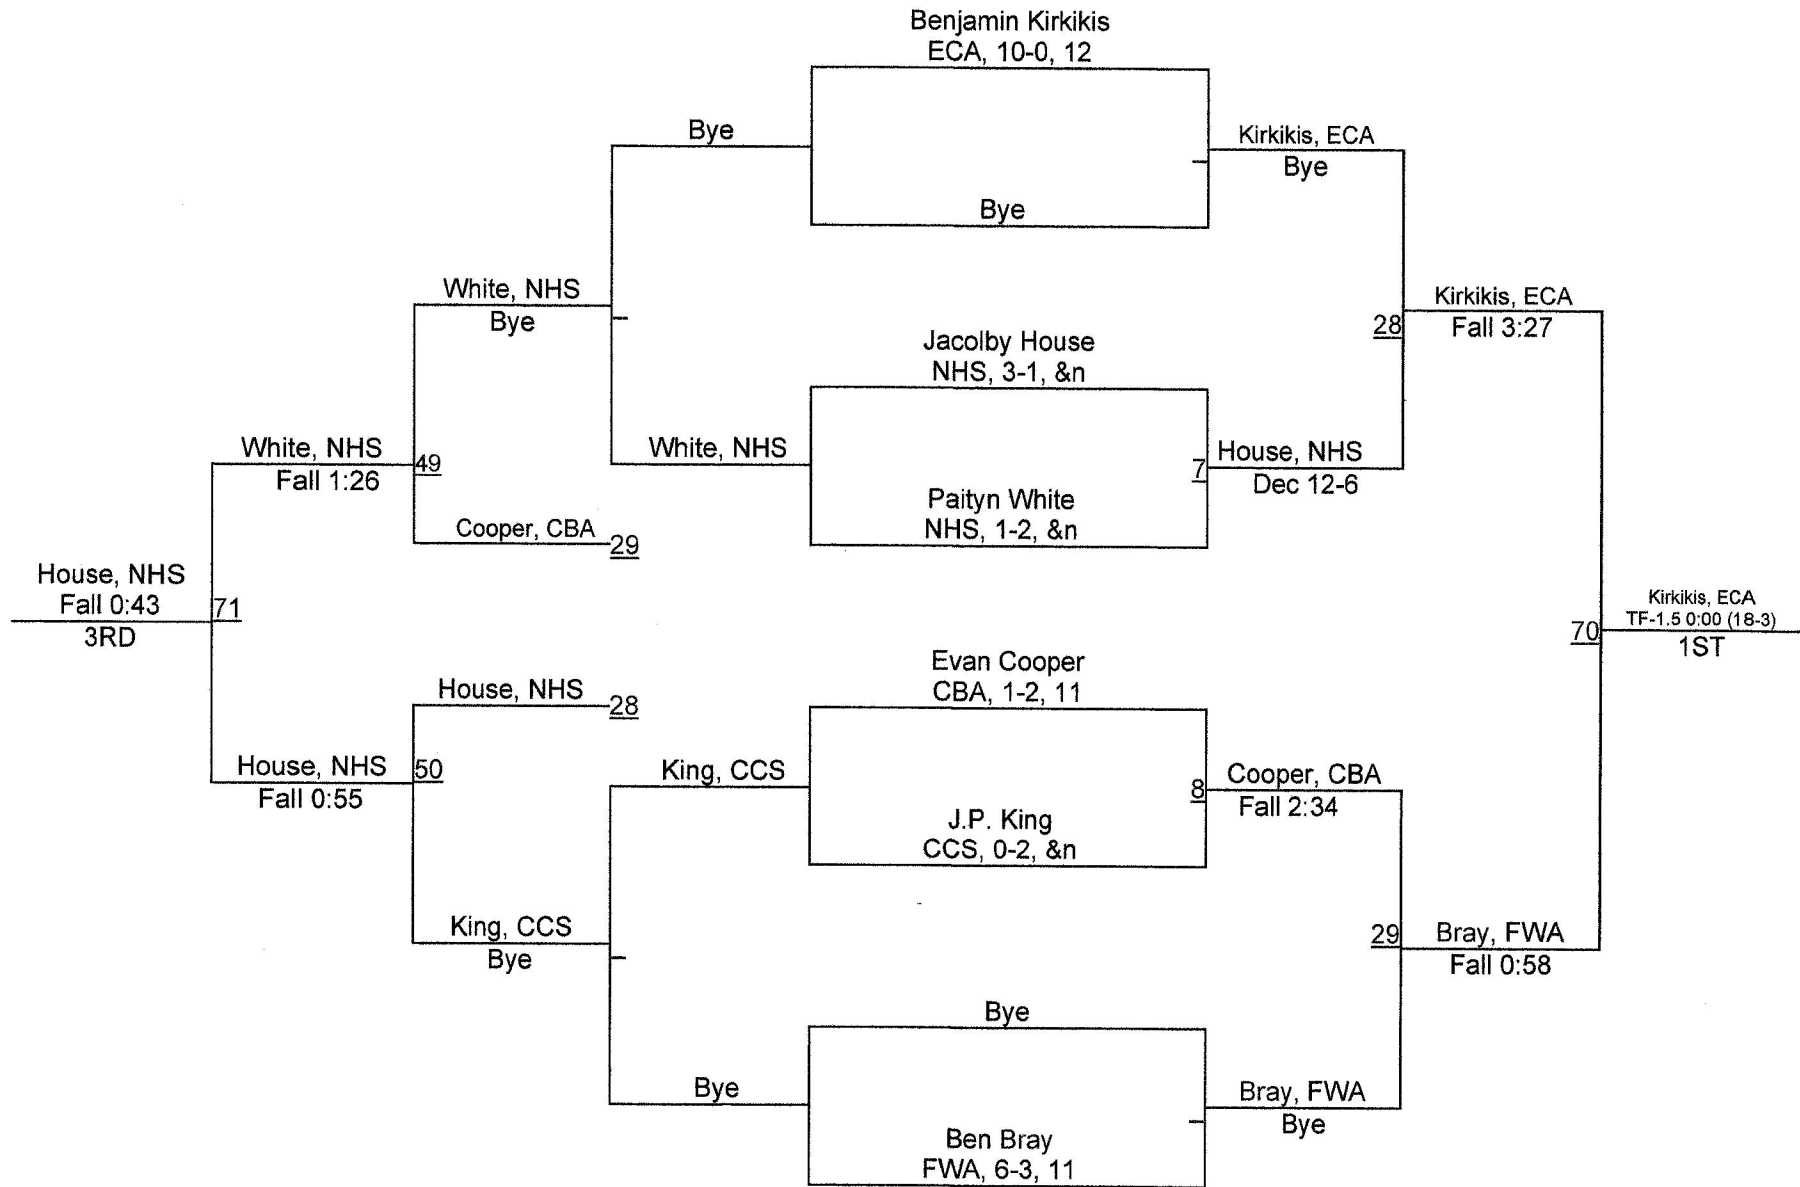 Benjamin Kirkikis
ECA, 10-0, 12
Bye
Kirkikis, ECA
Bye
Bye
White, NHS
Bye
Kirkikis, ECA
Fall 3:27
28
Jacolby House
NHS, 3-1, &n
White, NHS
Fall 1:26
49
White, NHS
7
House, NHS
Dec 12-6
Paityn White
NHS, 1-2, &n
Cooper, CBA
29
House, NHS
Fall 0:43
3RD
71
Kirkikis, ECA
TF-1.5 0:00 (18-3)
1ST
70
Evan Cooper
CBA, 1-2, 11
House, NHS
28
House, NHS
Fall 0:55
50
King, CCS
8
Cooper, CBA
Fall 2:34
J.P. King
CCS, 0-2, &n
King, CCS
Bye
29
Bray, FWA
Fall 0:58
Bye
Bye
Bray, FWA
Bye
Ben Bray
FWA, 6-3, 11